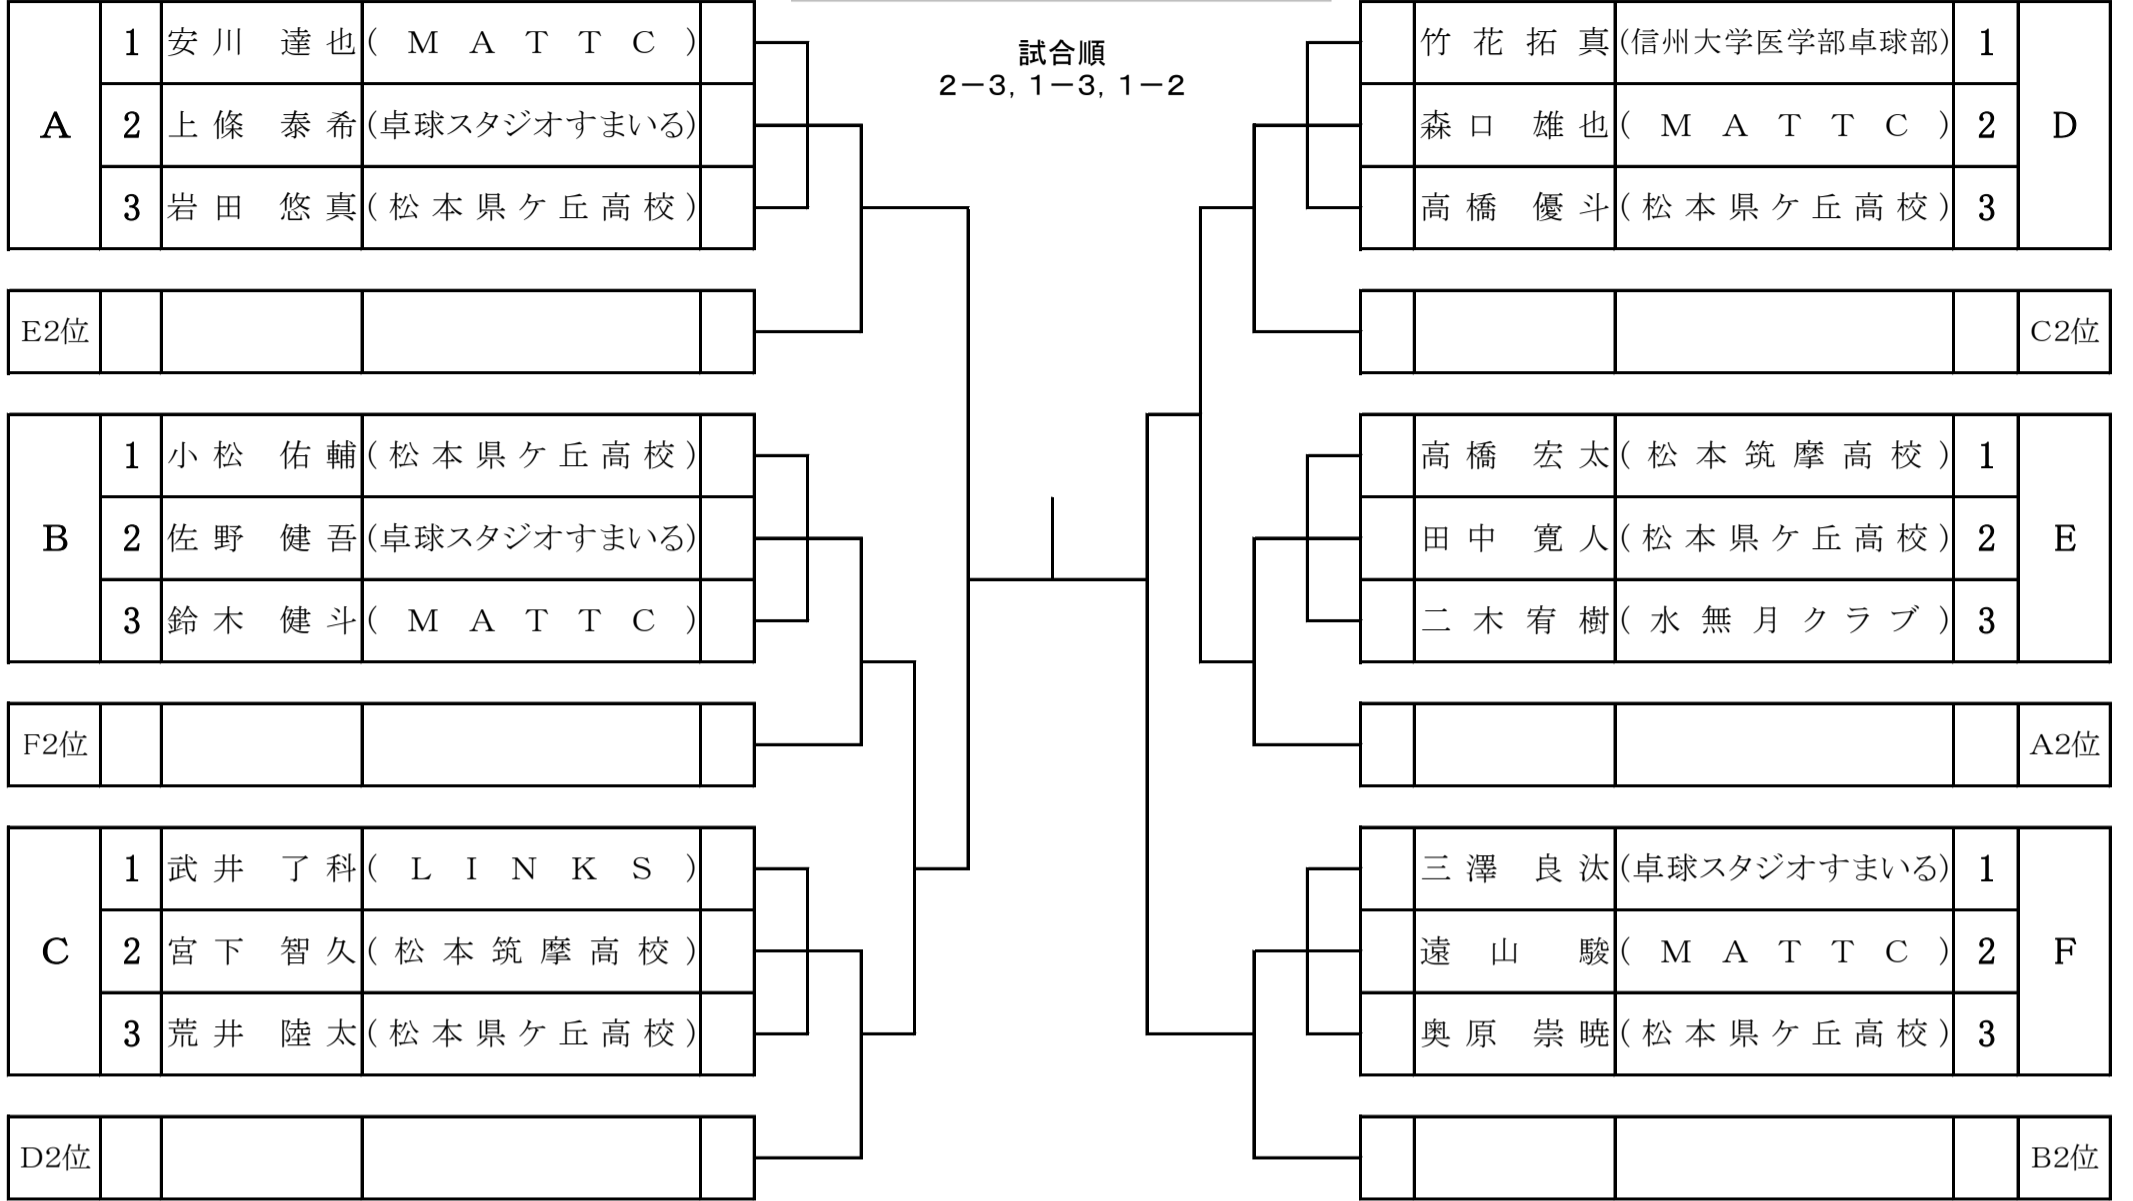 試合順
2－3, 1－3, 1－2
A
1 安川 達也 (MATTC)
2 上條 泰希 (卓球スタジオすまいる)
3 岩田 悠真 (松本県ケ丘高校)
E2位
B
1 小松 佑輔 (松本県ケ丘高校)
2 佐野 健吾 (卓球スタジオすまいる)
3 鈴木 健斗 (MATTC)
F2位
C
1 武井 了科 (LINKS)
2 宮下 智久 (松本筑摩高校)
3 荒井 陸太 (松本県ケ丘高校)
D2位
竹花拓真 (信州大学医学部卓球部) 1
森口 雄也 (MATTC) 2
D
高橋 優斗 (松本県ケ丘高校) 3
C2位
高橋 宏太 (松本筑摩高校) 1
田中 寛人 (松本県ケ丘高校) 2
E
二木宥樹 (水無月クラブ) 3
A2位
三澤 良汰 (卓球スタジオすまいる) 1
遠山 駿 (MATTC) 2
F
奥原 崇暁 (松本県ケ丘高校) 3
B2位